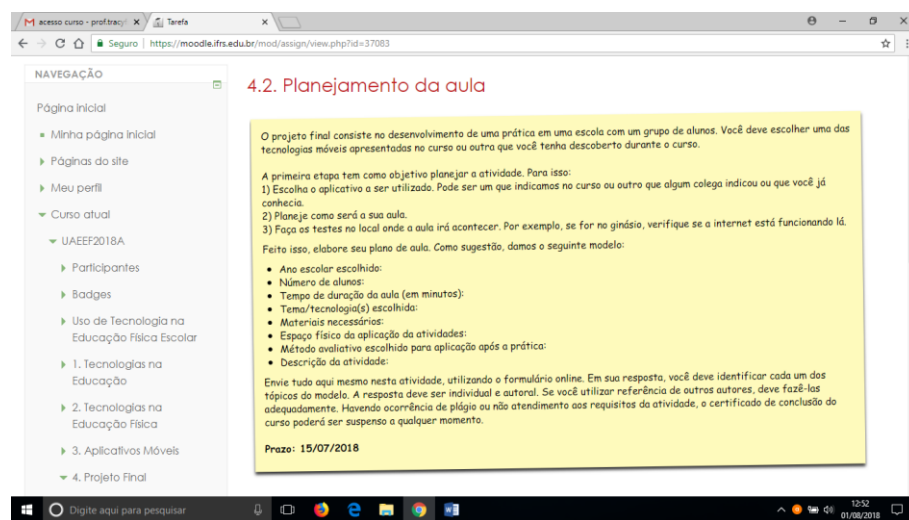 acesso curso - prof.tracy
Tarefa
Seguro | https://moodle.ifrs.edu.br/mod/assign/view.php?id=37083
NAVEGAÇÃO
Página inicial
Minha página inicial
Páginas do site
Meu perfil
Curso atual
UAEEF2018A
Participantes
Badges
Uso de Tecnologia na
Educação Física Escolar
1. Tecnologias na
Educação
2. Tecnologias na
Educação Física
3. Aplicativos Móveis
4. Projeto Final
4.2. Planejamento da aula
O projeto final consiste no desenvolvimento de uma prática em uma escola com um grupo de alunos. Você deve escolher uma das
tecnologias móveis apresentadas no curso ou outra que você tenha descoberto durante o curso.
A primeira etapa tem como objetivo planejar a atividade. Para isso:
1) Escolha o aplicativo a ser utilizado. Pode ser um que indicamos no curso ou outro que algum colega indicou ou que você já
conhecia.
2) Planeje como será a sua aula.
3) Faça os testes no local onde a aula irá acontecer. Por exemplo, se for no ginásio, verifique se a internet está funcionando lá.
Feito isso, elabore seu plano de aula. Como sugestão, damos o seguinte modelo:
• Ano escolar escolhido:
• Número de alunos:
• Tempo de duração da aula (em minutos):
• Tema/tecnologia(s) escolhida:
• Materiais necessários:
• Espaço físico da aplicação da atividades:
• Método avaliativo escolhido para aplicação após a prática:
• Descrição da atividade:
Envie tudo aqui mesmo nesta atividade, utilizando o formulário online. Em sua resposta, você deve identificar cada um dos
tópicos do modelo. A resposta deve ser individual e autoral. Se você utilizar referência de outros autores, deve fazê-las
adequadamente. Havendo ocorrência de plágio ou não atendimento aos requisitos da atividade, o certificado de conclusão do
curso poderá ser suspenso a qualquer momento.
Prazo: 15/07/2018
Digite aqui para pesquisar
12:52
01/08/2018